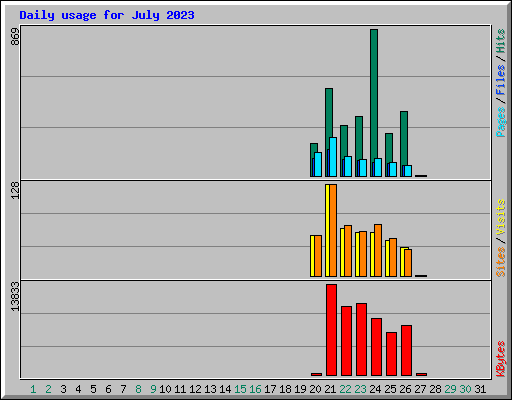 Daily usage for July 2023
869
Pages / Files / Hits
128
Sites / Visits
13833
KBytes
1 2 3 4 5 6 7 8 9 10 11 12 13 14 15 16 17 18 19 20 21 22 23 24 25 26 27 28 29 30 31